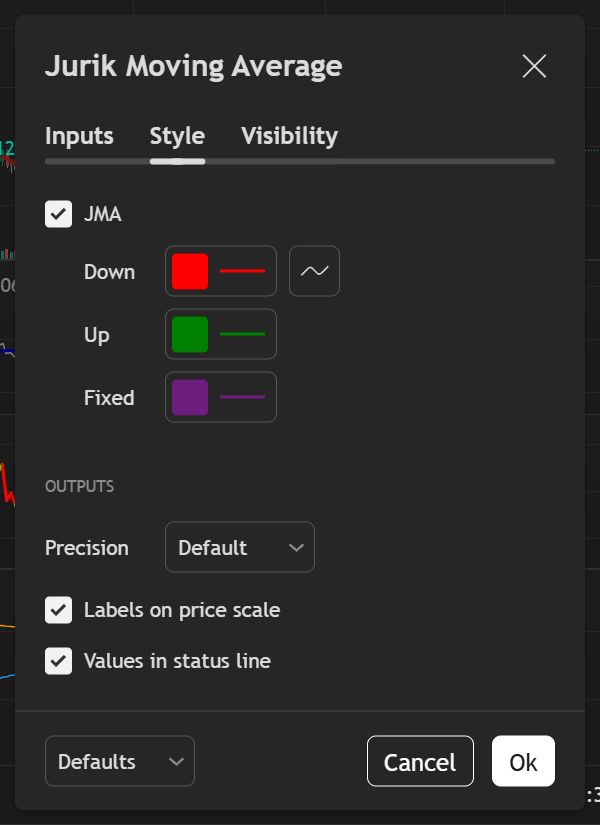 Jurik Moving Average
Inputs Style Visibility
JMA
Down
Up
Fixed
OUTPUTS
Precision Default
Labels on price scale
Values in status line
Defaults Cancel Ok